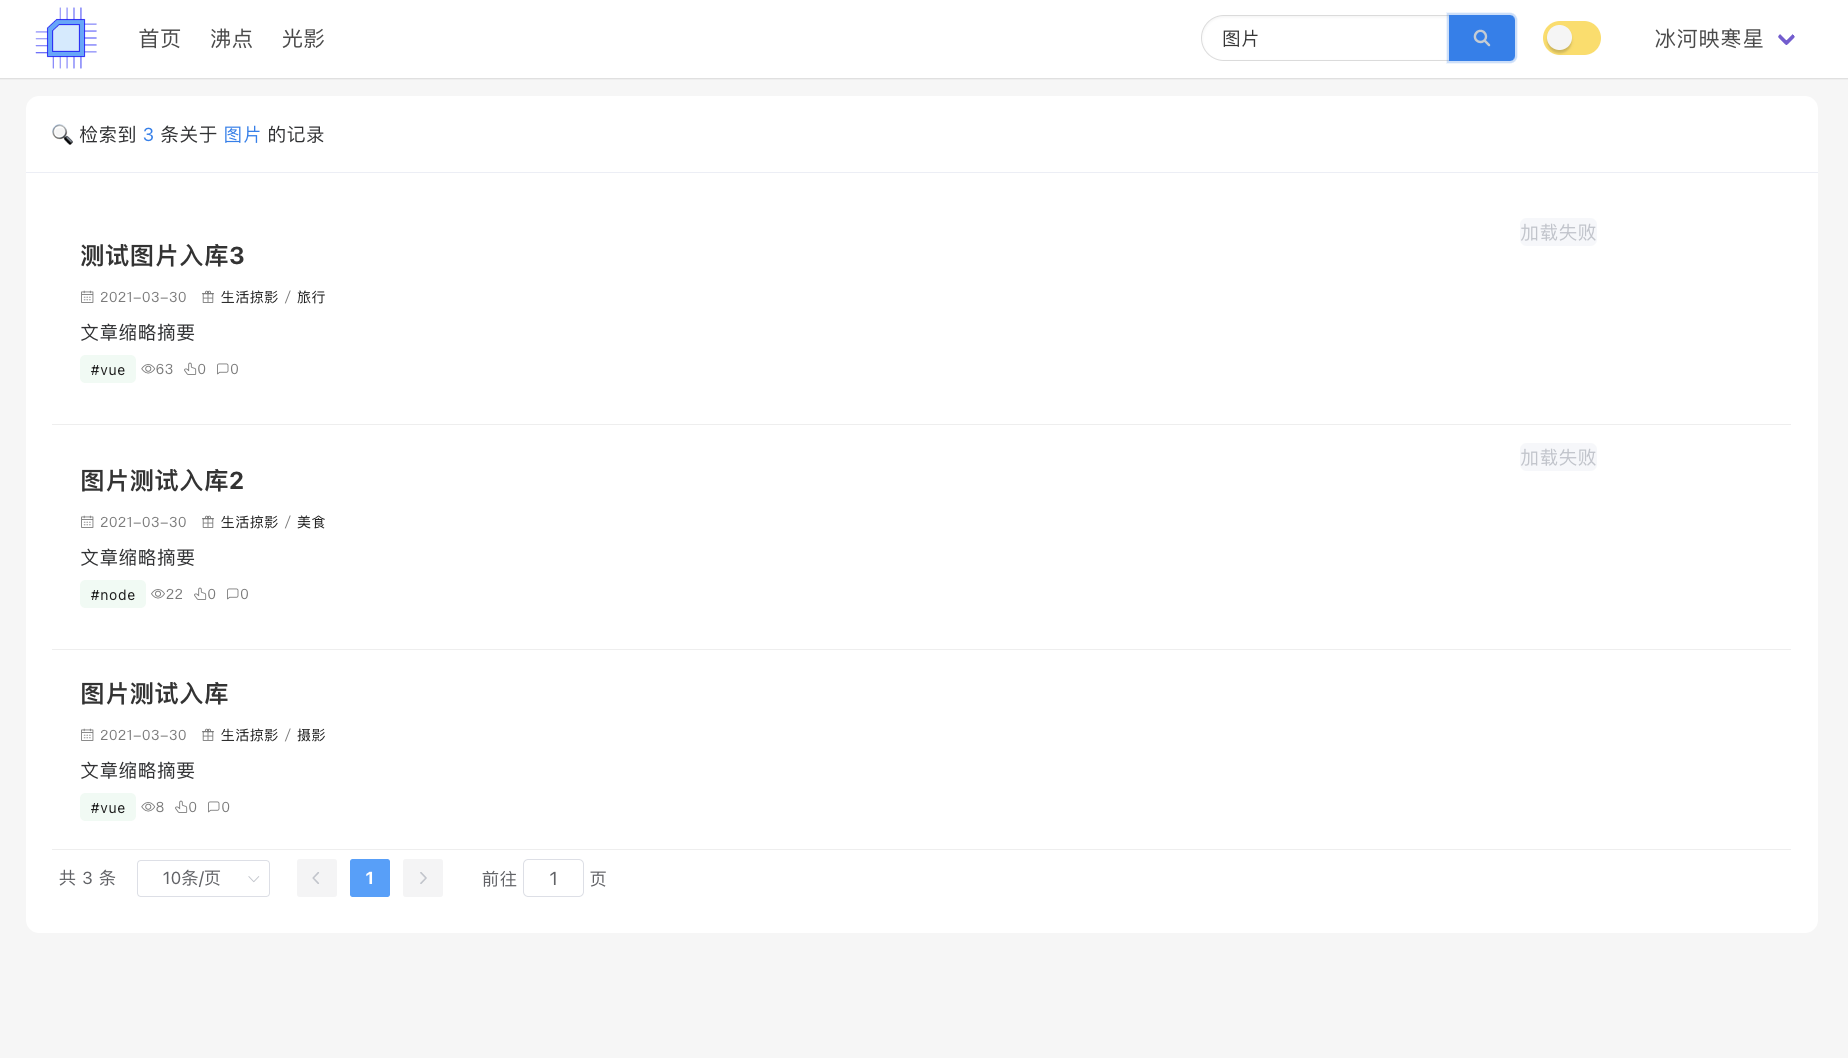 首页 沸点 光影 图片 冰河映寒星
检索到 3 条关于 图片 的记录
加载失败
测试图片入库3
2021-03-30 生活掠影 / 旅行
文章缩略摘要
#vue 63 0 0
加载失败
图片测试入库2
2021-03-30 生活掠影 / 美食
文章缩略摘要
#node 22 0 0
图片测试入库
2021-03-30 生活掠影 / 摄影
文章缩略摘要
#vue 8 0 0
共 3 条 10条/页 1 前往 1 页